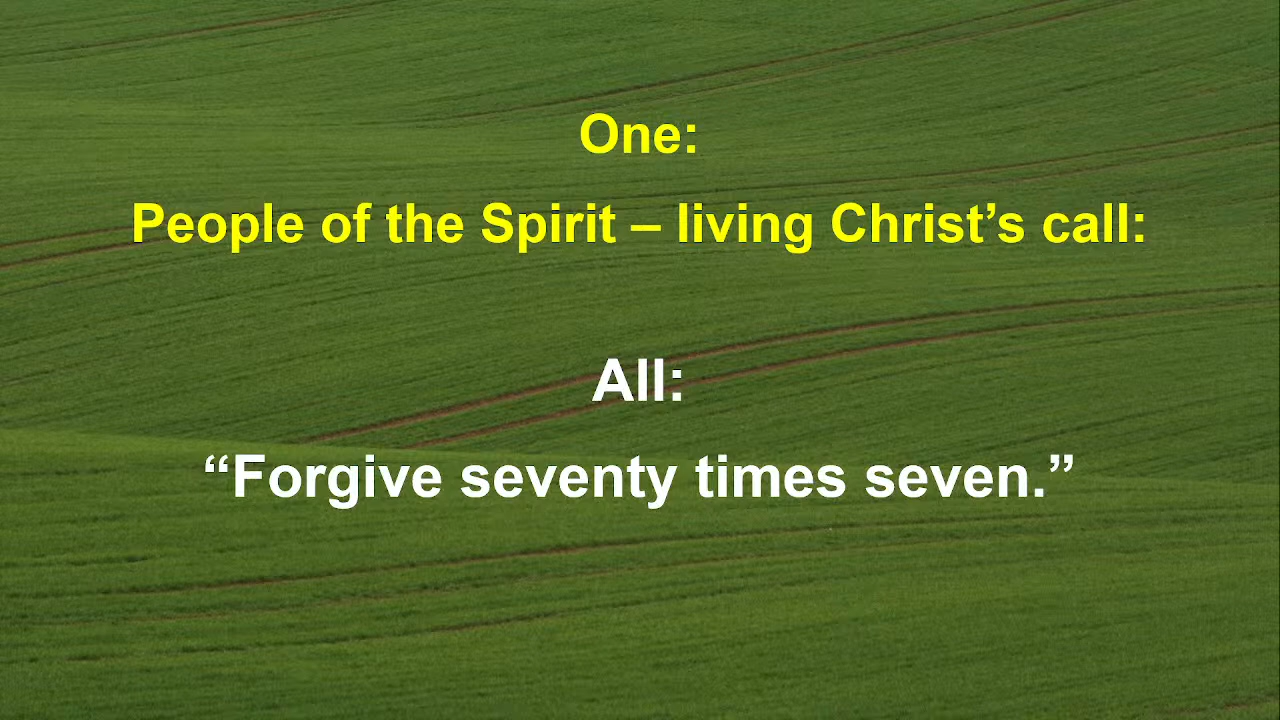 One:
People of the Spirit – living Christ’s call:
All:
“Forgive seventy times seven.”